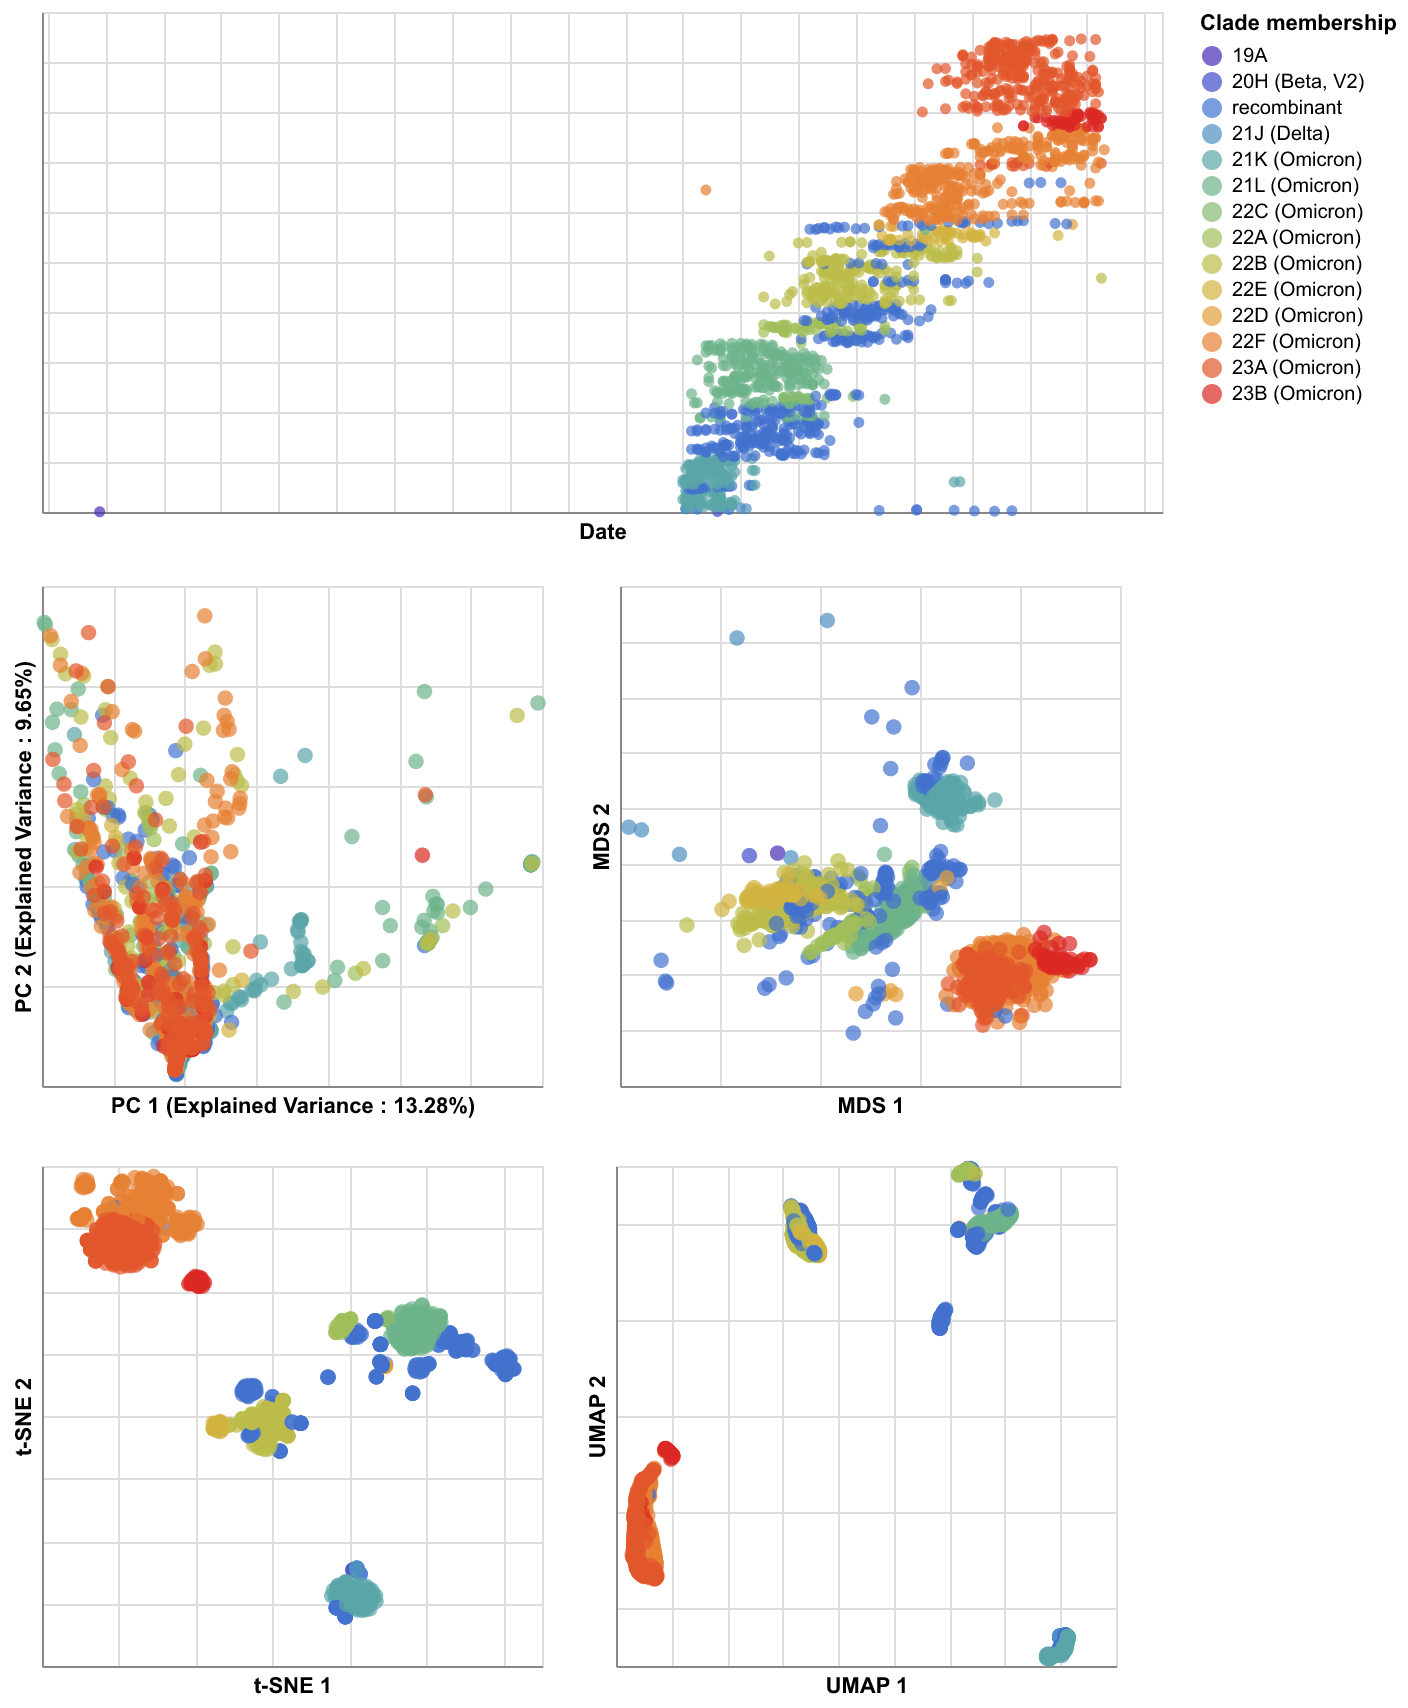 Clade membership
19A
20H (Beta, V2)
recombinant
21J (Delta)
21K (Omicron)
21L (Omicron)
22C (Omicron)
22A (Omicron)
22B (Omicron)
22E (Omicron)
22D (Omicron)
22F (Omicron)
23A (Omicron)
23B (Omicron)
Date
PC 2 (Explained Variance : 9.65%)
PC 1 (Explained Variance : 13.28%)
MDS 2
MDS 1
t-SNE 2
t-SNE 1
UMAP 2
UMAP 1